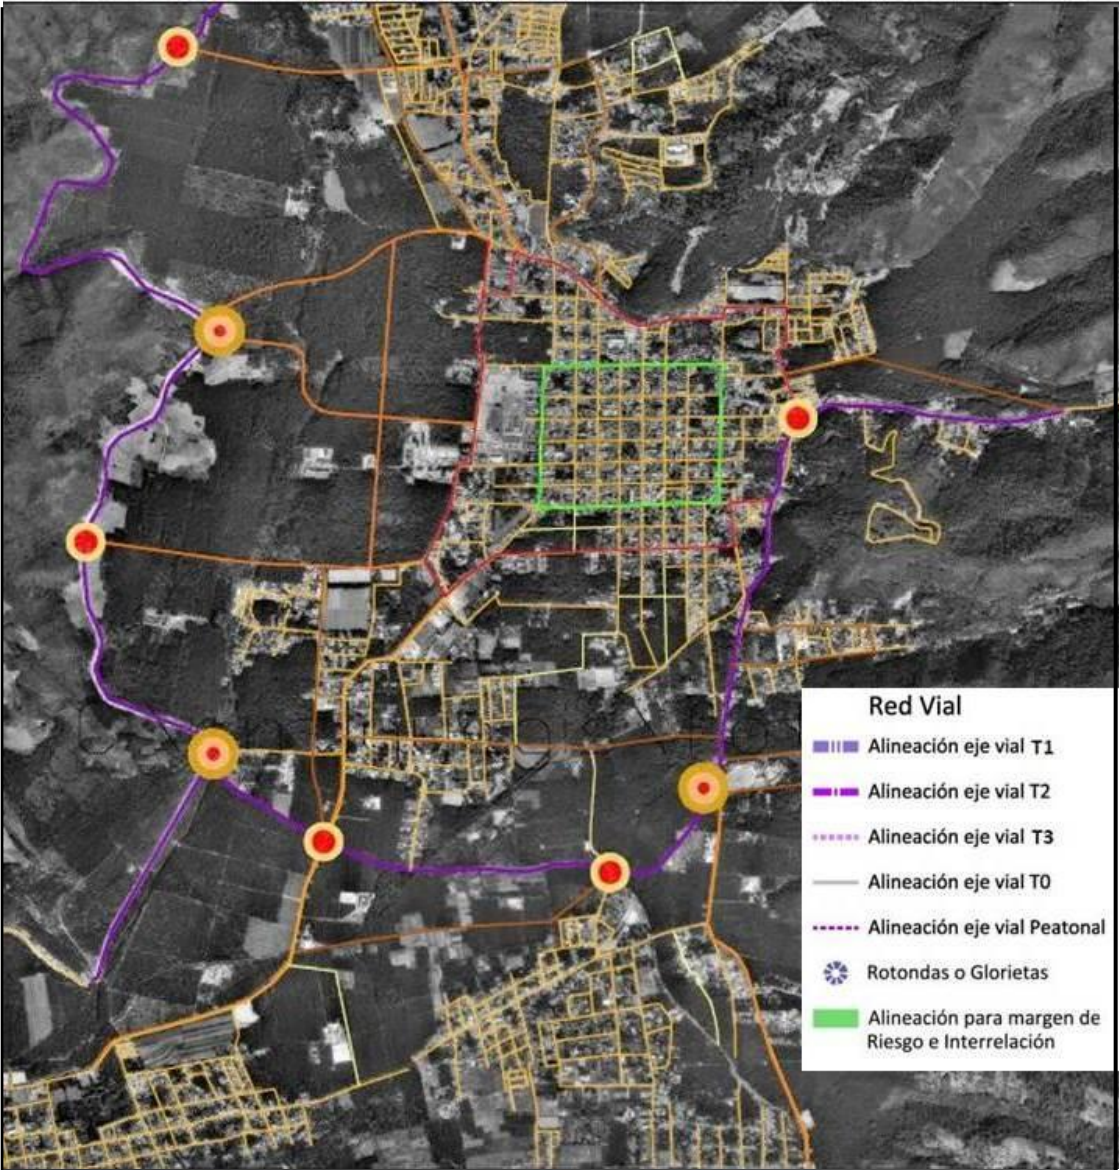 Red Vial
Alineación eje vial T1
Alineación eje vial T2
Alineación eje vial T3
Alineación eje vial T0
Alineación eje vial Peatonal
Rotondas o Glorietas
Alineación para margen de
Riesgo e Interrelación